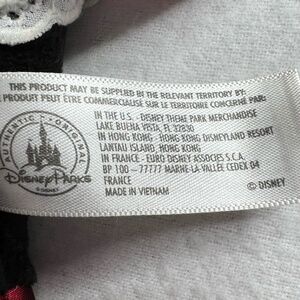 THIS PRODUCT MAY BE SUPPLIED IN THE RELEVANT TERRITORY BY:
PRODUIT PEUT ÊTRE COMMERCIALISÉ SUR LE TERRITOIRE CONCERNÉ PAR:
AUTHENTIC • ORIGINAL
Disney Parks
© DISNEY
IN THE U.S. - DISNEY THEME PARK MERCHANDISE
LAKE BUENA VISTA, FL 32830
IN HONG KONG - HONG KONG DISNEYLAND RESORT
LANTAU ISLAND, HONG KONG
IN FRANCE - EURO DISNEY ASSOCIES S.C.A.
BP 100 - 77777 MARNE-LA-VALLEE CEDEX 04
FRANCE
MADE IN VIETNAM
© DISNEY